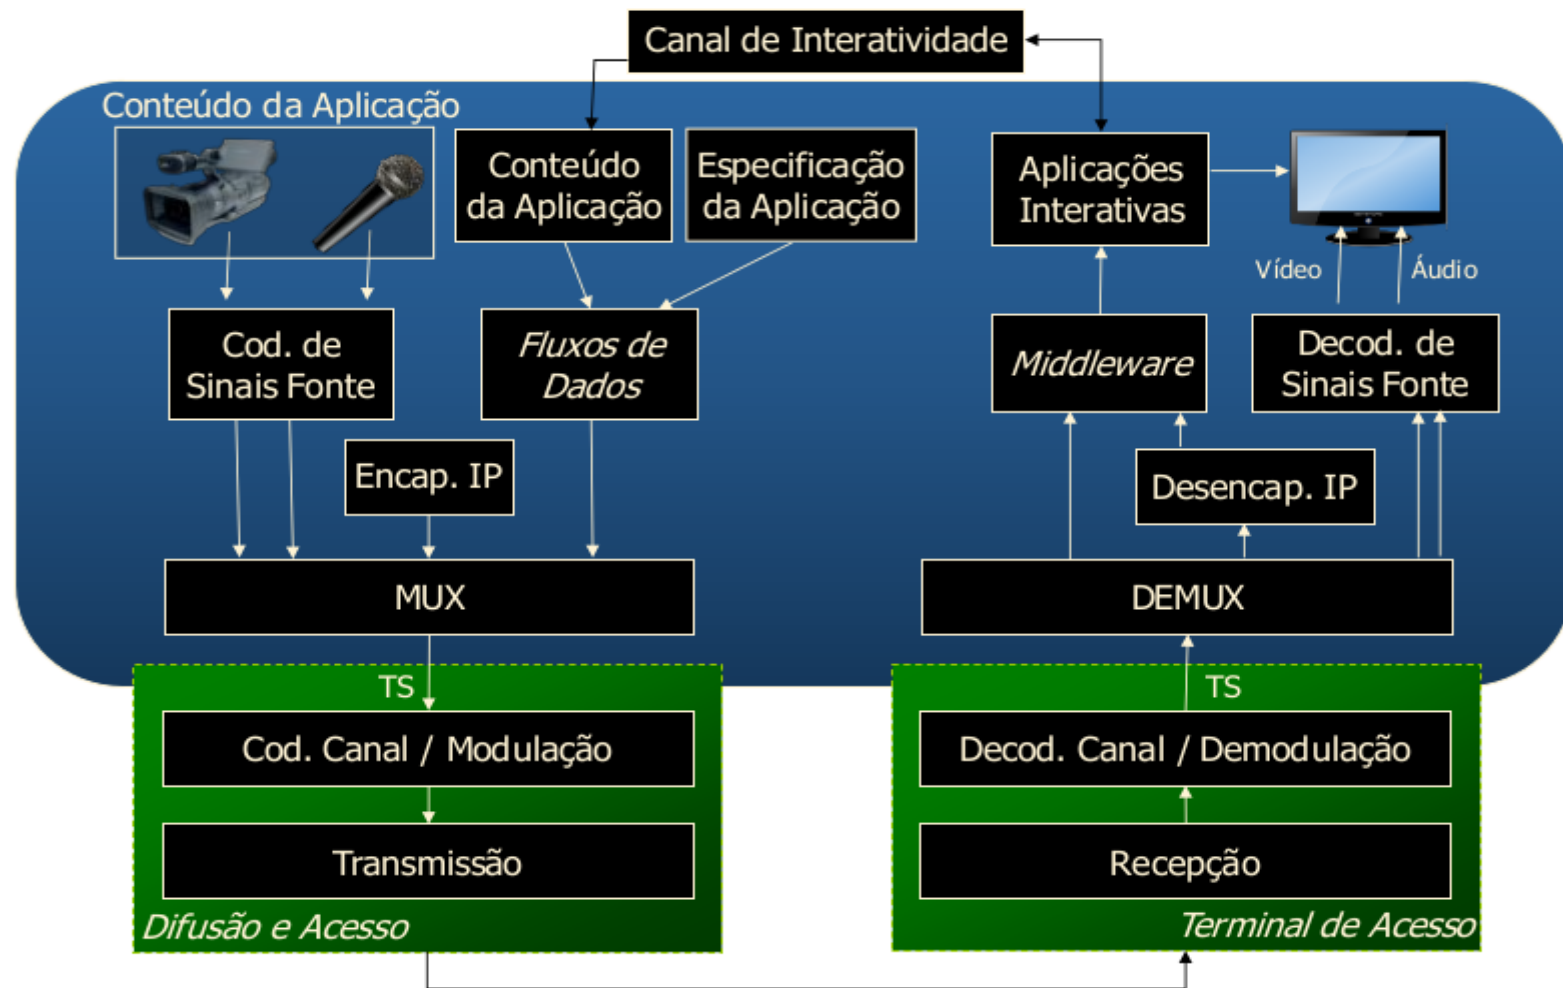 Canal de Interatividade
Conteúdo da Aplicação
Conteúdo
da Aplicação
Especificação
da Aplicação
Aplicações
Interativas
Vídeo
Áudio
Cod. de
Sinais Fonte
Fluxos de
Dados
Middleware
Decod. de
Sinais Fonte
Encap. IP
Desencap. IP
MUX
DEMUX
TS
Cod. Canal / Modulação
Transmissão
Difusão e Acesso
TS
Decod. Canal / Demodulação
Recepção
Terminal de Acesso